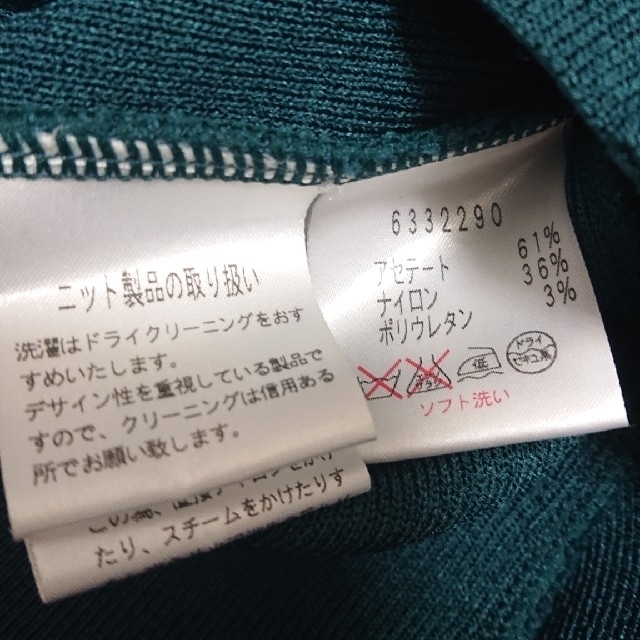 ニット製品の取り扱い
洗濯はドライクリーニングをおす
すめいたします。
デザイン性を重視している製品で
すので、クリーニングは信用ある
所でお願い致します。
たり、スチームをかけたりす
6332290
アセテート 61%
ナイロン 36%
ポリウレタン 3%
低
ドライ
セキユ系
ソフト洗い